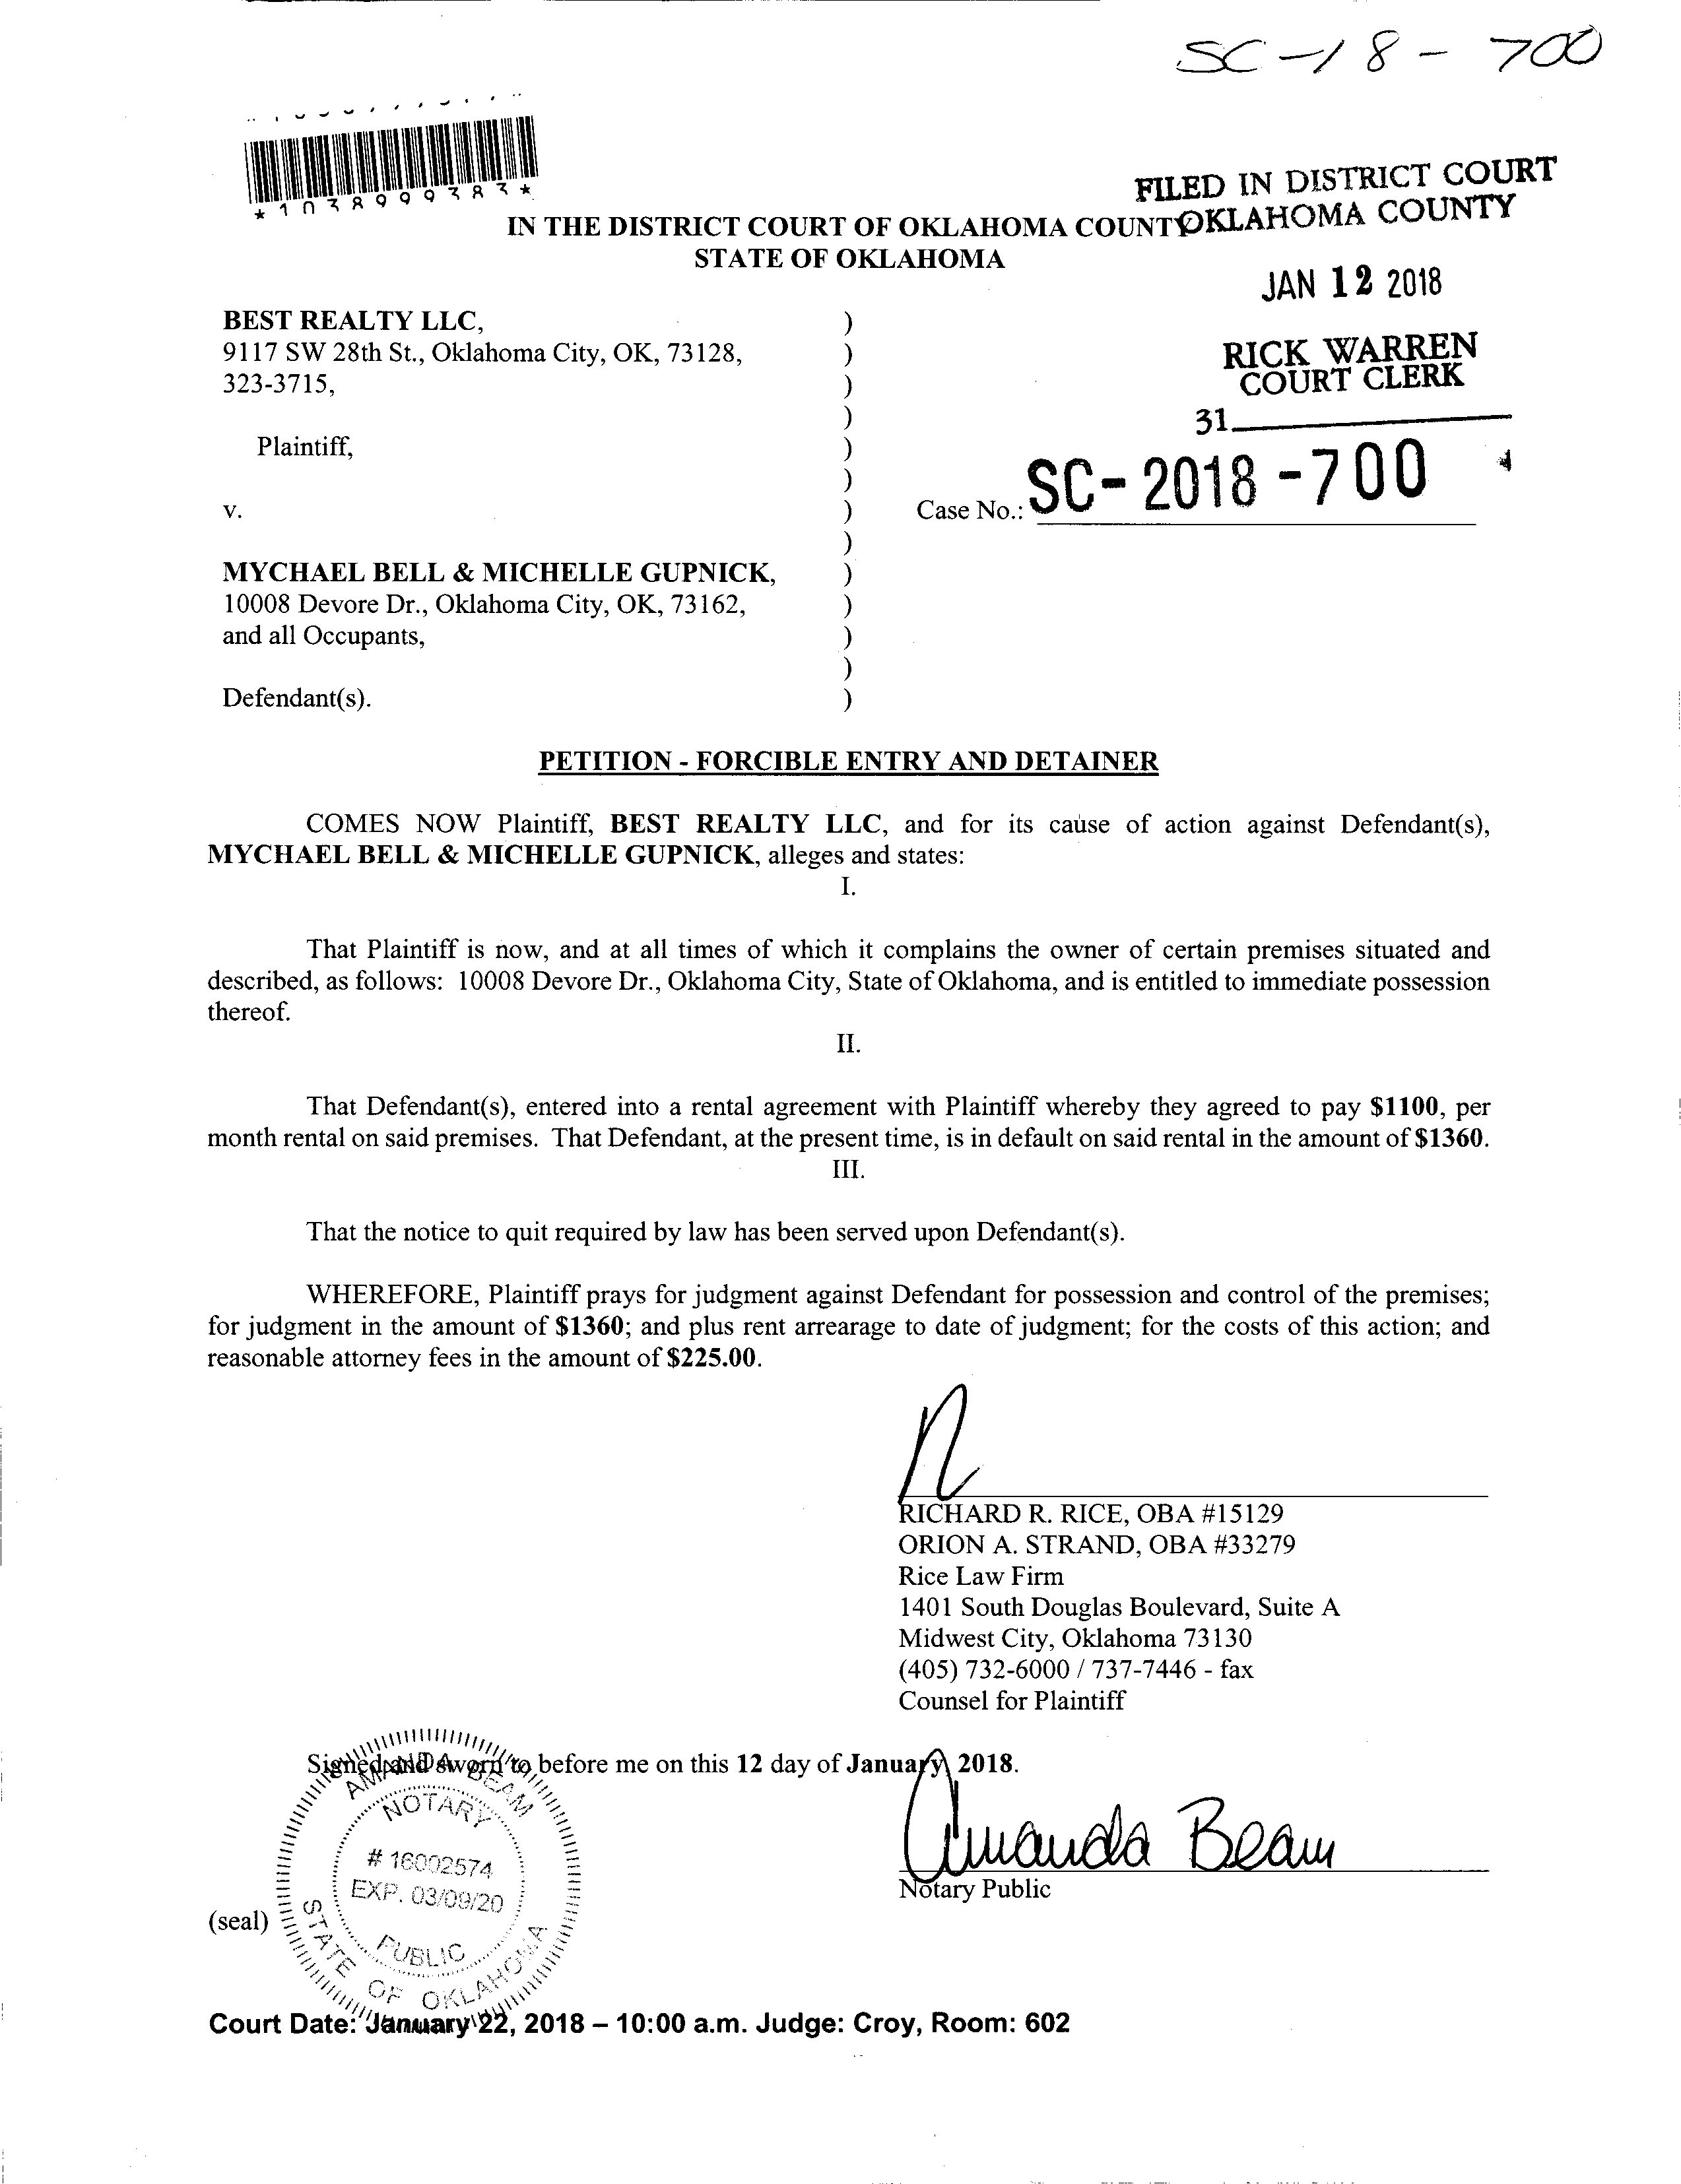 SC-18-700
*1038999383*
FILED IN DISTRICT COURT
OKLAHOMA COUNTY
IN THE DISTRICT COURT OF OKLAHOMA COUNTY
STATE OF OKLAHOMA
JAN 12 2018
RICK WARREN
COURT CLERK
31
BEST REALTY LLC, )
9117 SW 28th St., Oklahoma City, OK, 73128, )
323-3715, )
)
Plaintiff, )
)
v. ) Case No.: SC-2018-700
)
MYCHAEL BELL & MICHELLE GUPNICK, )
10008 Devore Dr., Oklahoma City, OK, 73162, )
and all Occupants, )
)
Defendant(s). )
PETITION - FORCIBLE ENTRY AND DETAINER
COMES NOW Plaintiff, BEST REALTY LLC, and for its cause of action against Defendant(s),
MYCHAEL BELL & MICHELLE GUPNICK, alleges and states:
I.
That Plaintiff is now, and at all times of which it complains the owner of certain premises situated and
described, as follows: 10008 Devore Dr., Oklahoma City, State of Oklahoma, and is entitled to immediate possession
thereof.
II.
That Defendant(s), entered into a rental agreement with Plaintiff whereby they agreed to pay $1100, per
month rental on said premises. That Defendant, at the present time, is in default on said rental in the amount of $1360.
III.
That the notice to quit required by law has been served upon Defendant(s).
WHEREFORE, Plaintiff prays for judgment against Defendant for possession and control of the premises;
for judgment in the amount of $1360; and plus rent arrearage to date of judgment; for the costs of this action; and
reasonable attorney fees in the amount of $225.00.
RICHARD R. RICE, OBA #15129
ORION A. STRAND, OBA #33279
Rice Law Firm
1401 South Douglas Boulevard, Suite A
Midwest City, Oklahoma 73130
(405) 732-6000 / 737-7446 - fax
Counsel for Plaintiff
Signed and sworn to before me on this 12 day of January, 2018.
Amanda Beam
Notary Public
(seal)
AMANDA BEAM
NOTARY
# 16002574
EXP. 03/09/20
PUBLIC
STATE OF OKLAHOMA
Court Date: January 22, 2018 – 10:00 a.m. Judge: Croy, Room: 602